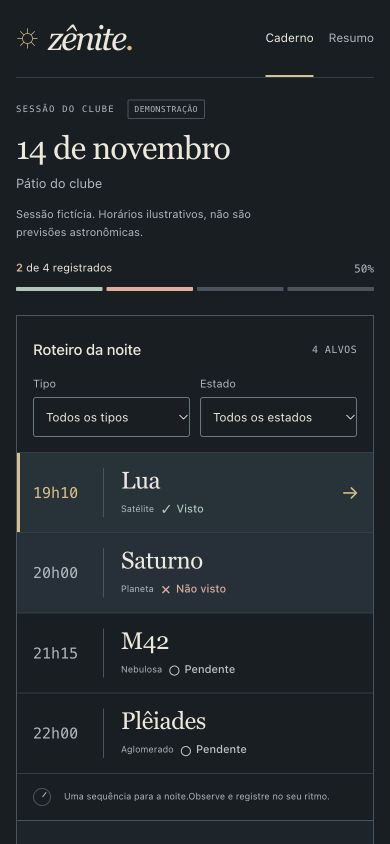 zênite.
Caderno Resumo
SESSÃO DO CLUBE DEMONSTRAÇÃO
14 de novembro
Pátio do clube
Sessão fictícia. Horários ilustrativos, não são
previsões astronômicas.
2 de 4 registrados 50%
Roteiro da noite 4 ALVOS
Tipo Estado
Todos os tipos Todos os estados
19h10 Lua
Satélite ✓ Visto
20h00 Saturno
Planeta × Não visto
21h15 M42
Nebulosa Pendente
22h00 Plêiades
Aglomerado Pendente
Uma sequência para a noite.Observe e registre no seu ritmo.